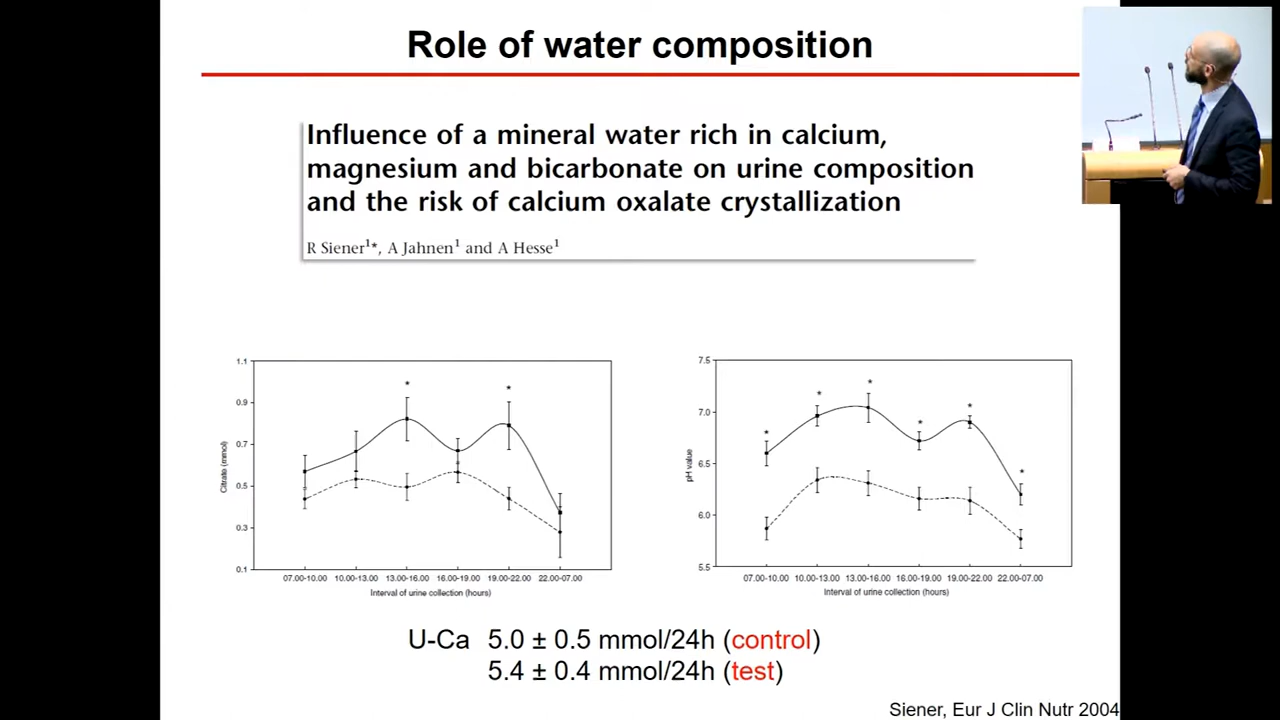 Role of water composition
Influence of a mineral water rich in calcium,
magnesium and bicarbonate on urine composition
and the risk of calcium oxalate crystallization
R Siener¹*, A Jahnen¹ and A Hesse¹
1.1
0.9
0.7
0.5
0.3
0.1
Citrate (mmol)
* *
07.00-10.00 10.00-13.00 13.00-16.00 16.00-19.00 19.00-22.00 22.00-07.00
Interval of urine collection (hours)
7.5
7.0
6.5
6.0
5.5
pH value
* * * * * *
07.00-10.00 10.00-13.00 13.00-16.00 16.00-19.00 19.00-22.00 22.00-07.00
Interval of urine collection (hours)
U-Ca 5.0 ± 0.5 mmol/24h (control)
5.4 ± 0.4 mmol/24h (test)
Siener, Eur J Clin Nutr 2004